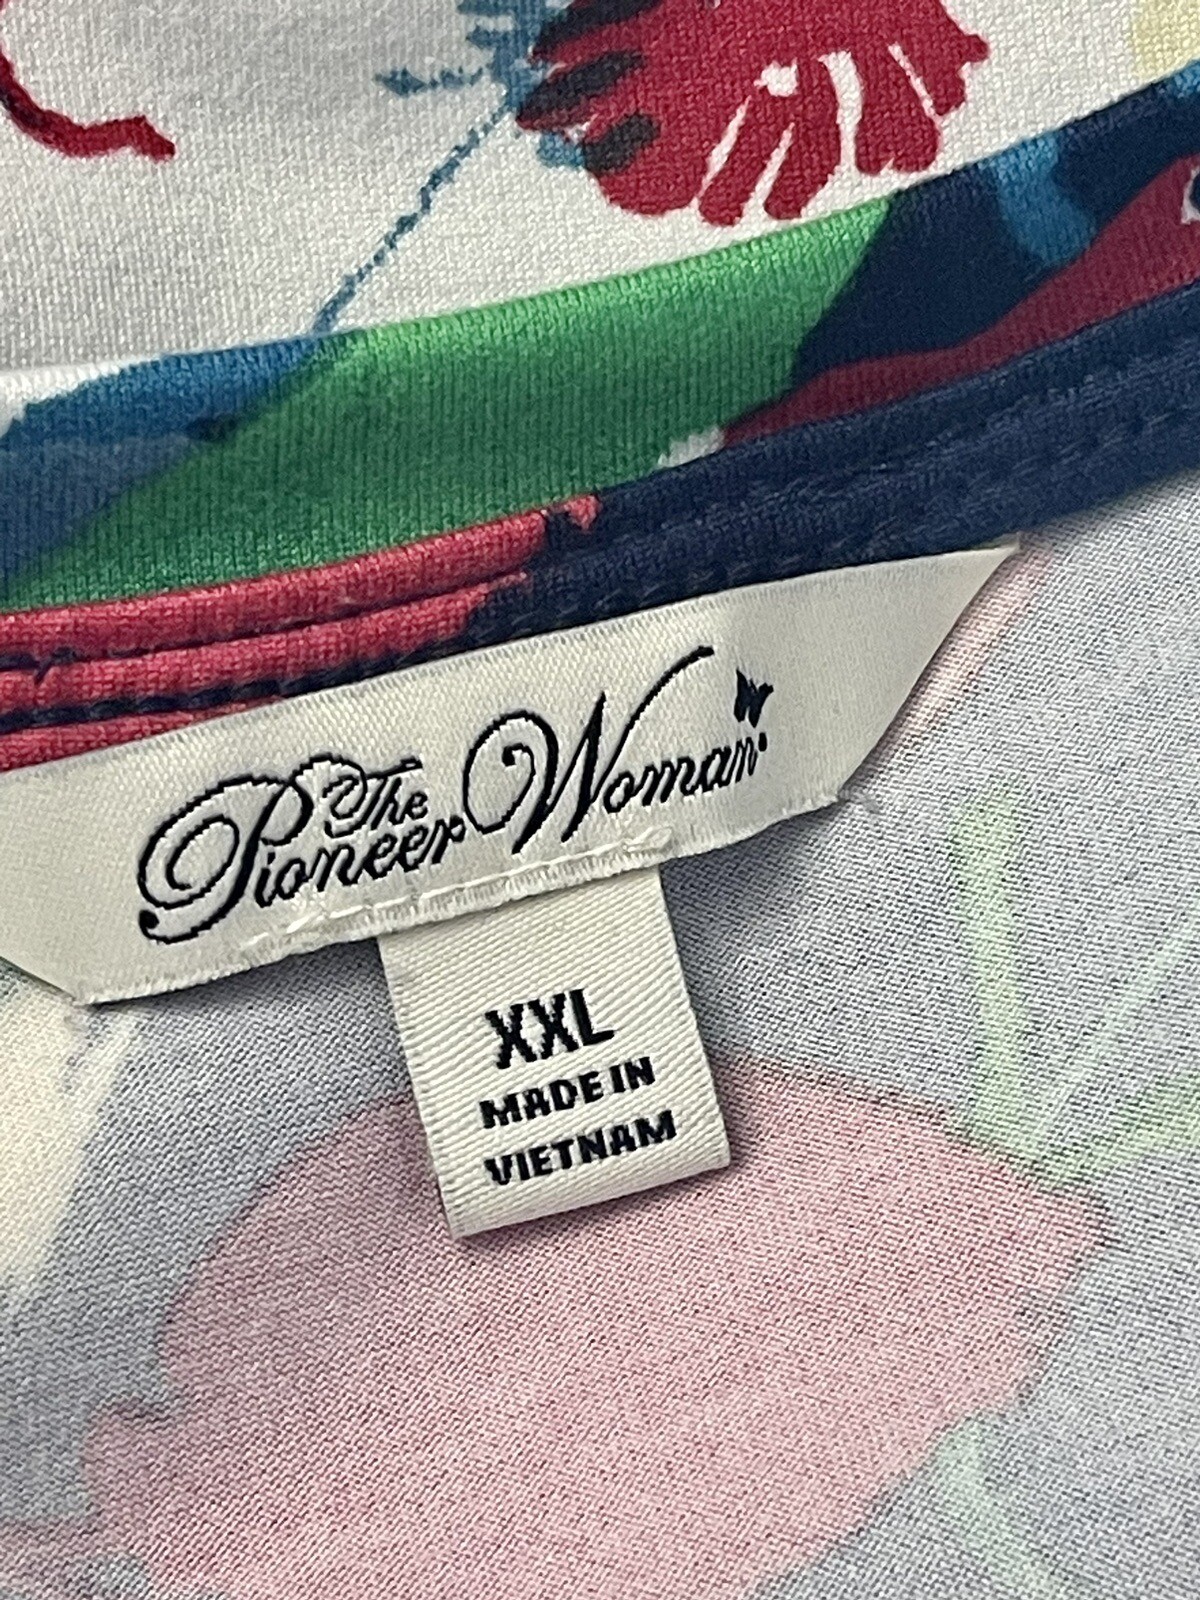 The
Pioneer Woman
XXL
MADE IN
VIETNAM